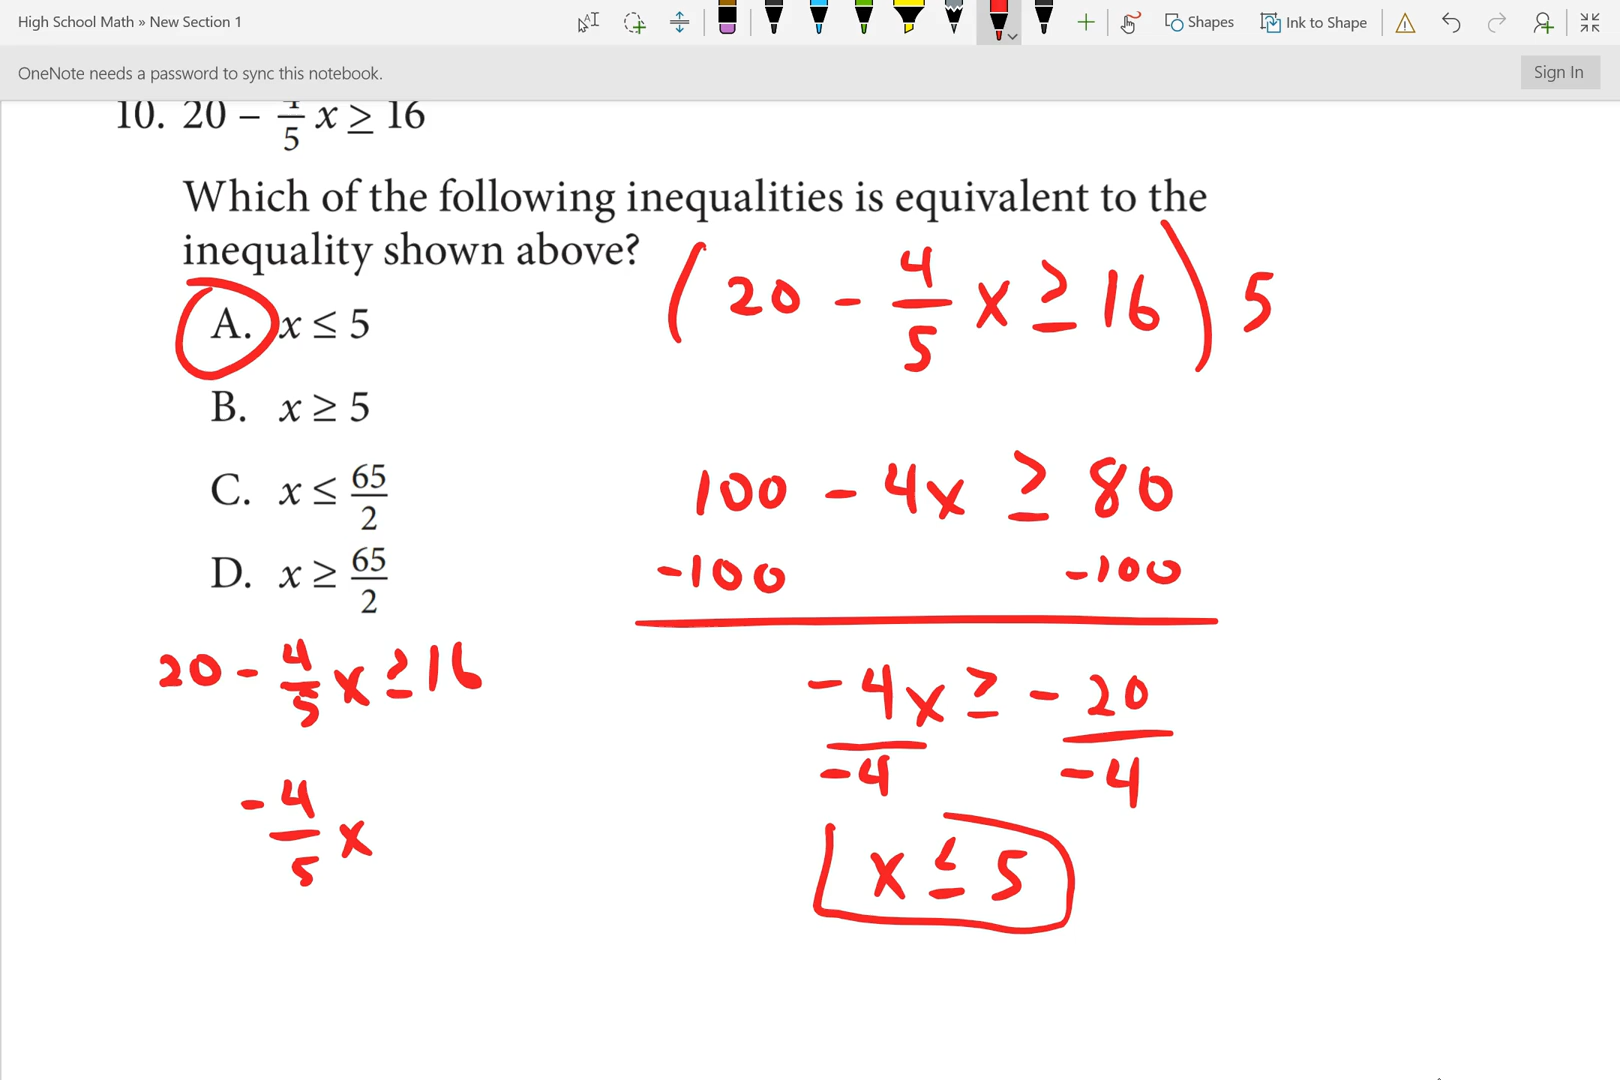 High School Math » New Section 1
Shapes
Ink to Shape
OneNote needs a password to sync this notebook.
Sign In
10. 20 − 4/5 x ≥ 16
Which of the following inequalities is equivalent to the
inequality shown above?
A. x ≤ 5
B. x ≥ 5
C. x ≤ 65/2
D. x ≥ 65/2
20 - 4/5 x ≥ 16
- 4/5 x
( 20 - 4/5 x ≥ 16 ) 5
100 - 4x ≥ 80
-100 -100
-4x ≥ -20
-4 -4
x ≤ 5